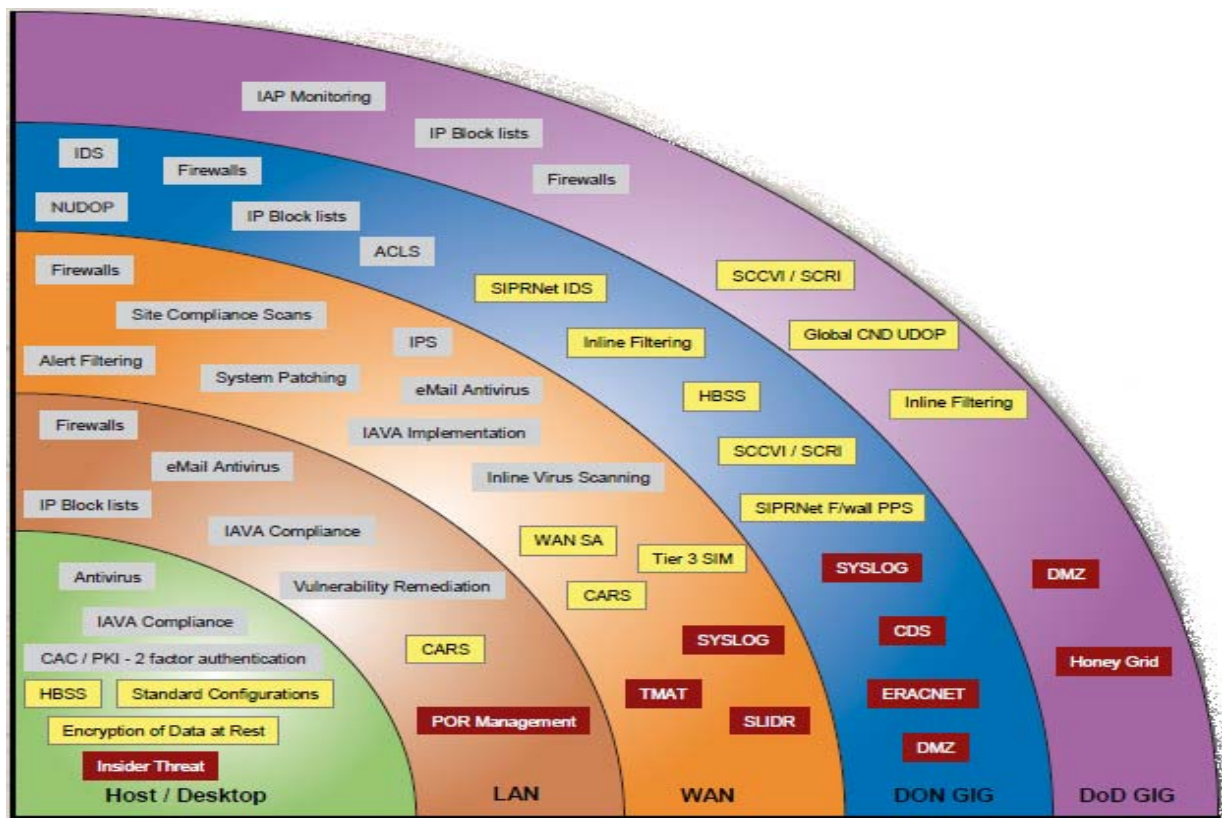 IAP Monitoring
IP Block lists
Firewalls
SCCVI / SCRI
Global CND UDOP
Inline Filtering
DMZ
Honey Grid
DoD GIG
IDS
Firewalls
NUDOP
IP Block lists
ACLS
SIPRNet IDS
Inline Filtering
HBSS
SCCVI / SCRI
SIPRNet F/wall PPS
SYSLOG
CDS
ERACNET
DMZ
DON GIG
Firewalls
Site Compliance Scans
IPS
Alert Filtering
System Patching
eMail Antivirus
IAVA Implementation
Inline Virus Scanning
WAN SA
Tier 3 SIM
CARS
SYSLOG
TMAT
SLIDR
WAN
Firewalls
eMail Antivirus
IP Block lists
IAVA Compliance
Vulnerability Remediation
CARS
POR Management
LAN
Antivirus
IAVA Compliance
CAC / PKI - 2 factor authentication
HBSS
Standard Configurations
Encryption of Data at Rest
Insider Threat
Host / Desktop